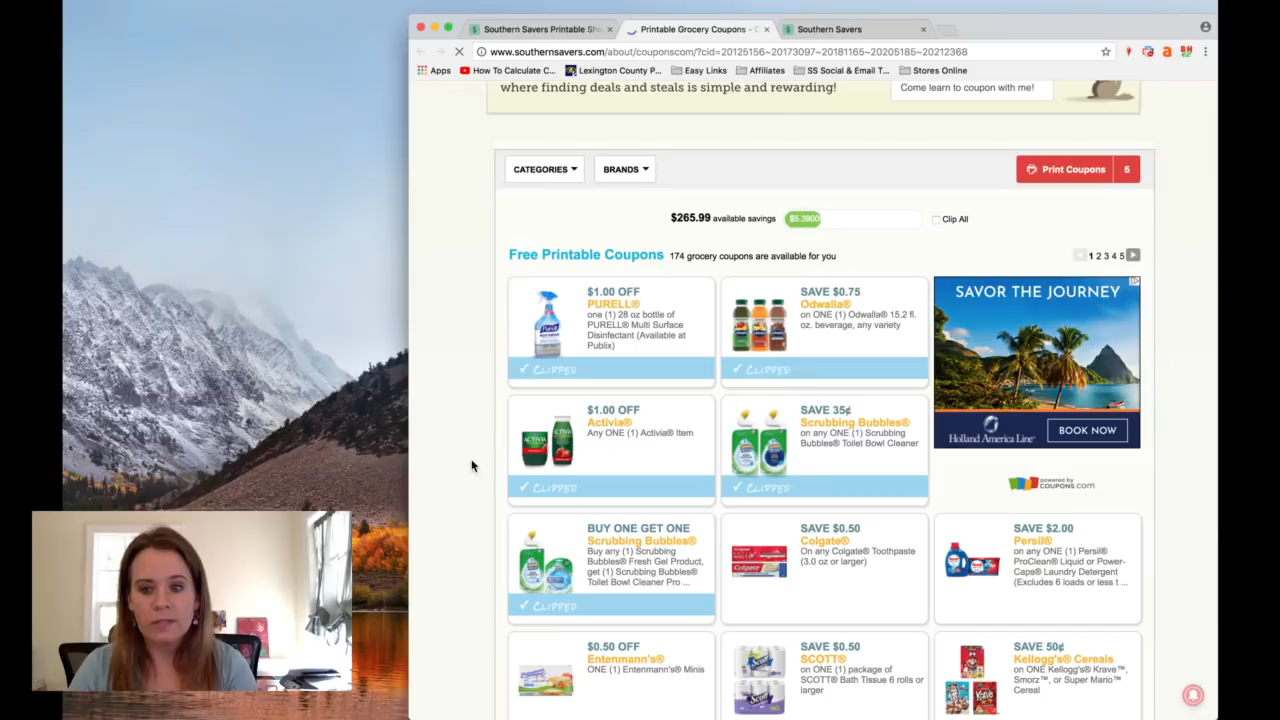 Southern Savers Printable Sho
Printable Grocery Coupons - C
Southern Savers
www.southernsavers.com/about/couponscom/?cid=20125156~20173097~20181165~20205185~20212368
Apps
How To Calculate C...
Lexington County P...
Easy Links
Affiliates
SS Social & Email T...
Stores Online
where finding deals and steals is simple and rewarding!
Come learn to coupon with me!
CATEGORIES
BRANDS
Print Coupons 5
$265.99 available savings
$5.3900
Clip All
Free Printable Coupons 174 grocery coupons are available for you
1 2 3 4 5
$1.00 OFF
PURELL®
one (1) 28 oz bottle of
PURELL® Multi Surface
Disinfectant (Available at
Publix)
✓ CLIPPED
SAVE $0.75
Odwalla®
on ONE (1) Odwalla® 15.2 fl.
oz. beverage, any variety
✓ CLIPPED
SAVOR THE JOURNEY
Holland America Line®
BOOK NOW
$1.00 OFF
Activia®
Any ONE (1) Activia® Item
ACTIVIA
✓ CLIPPED
SAVE 35¢
Scrubbing Bubbles®
on any ONE (1) Scrubbing
Bubbles® Toilet Bowl Cleaner
✓ CLIPPED
powered by
COUPONS.com
BUY ONE GET ONE
Scrubbing Bubbles®
Buy any (1) Scrubbing
Bubbles® Fresh Gel Product,
get (1) Scrubbing Bubbles®
Toilet Bowl Cleaner Pro ...
✓ CLIPPED
SAVE $0.50
Colgate®
On any Colgate® Toothpaste
(3.0 oz or larger)
Colgate
SAVE $2.00
Persil®
on any ONE (1) Persil®
ProClean® Liquid or Power-
Caps® Laundry Detergent
(Excludes 6 loads or less t ...
$0.50 OFF
Entenmann's®
ONE (1) Entenmann's® Minis
SAVE $0.50
SCOTT®
on ONE (1) package of
SCOTT® Bath Tissue 6 rolls or
larger
Scott
SAVE 50¢
Kellogg's® Cereals
on ONE Kellogg's® Krave™,
Smorz™, or Super Mario™
Cereal